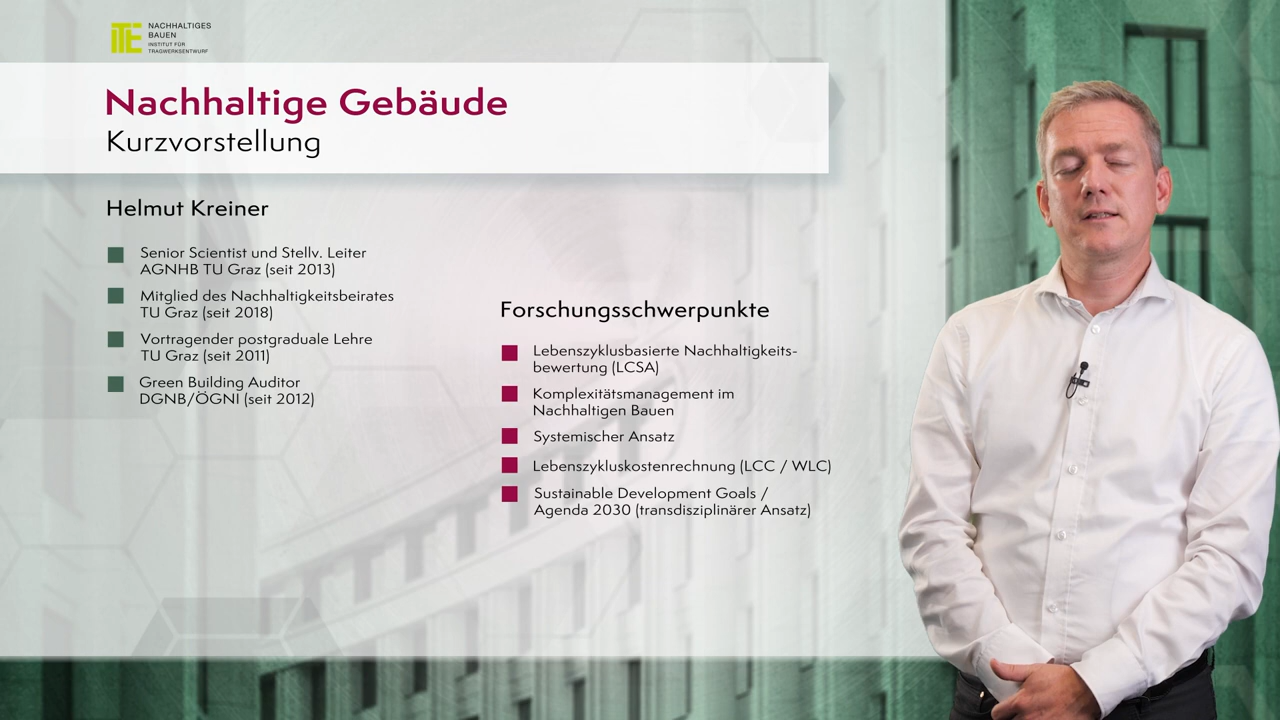 NACHHALTIGES
BAUEN
INSTITUT FÜR
TRAGWERKSENTWURF
Nachhaltige Gebäude
Kurzvorstellung
Helmut Kreiner
Senior Scientist und Stellv. Leiter
AGNHB TU Graz (seit 2013)
Mitglied des Nachhaltigkeitsbeirates
TU Graz (seit 2018)
Vortragender postgraduale Lehre
TU Graz (seit 2011)
Green Building Auditor
DGNB/ÖGNI (seit 2012)
Forschungsschwerpunkte
Lebenszyklusbasierte Nachhaltigkeits-
bewertung (LCSA)
Komplexitätsmanagement im
Nachhaltigen Bauen
Systemischer Ansatz
Lebenszykluskostenrechnung (LCC / WLC)
Sustainable Development Goals /
Agenda 2030 (transdisziplinärer Ansatz)